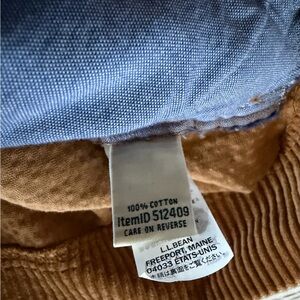 100% COTTON
ItemID 512409
CARE ON REVERSE
L.L.BEAN
FREEPORT, MAINE
04033 ÉTATS-UNIS